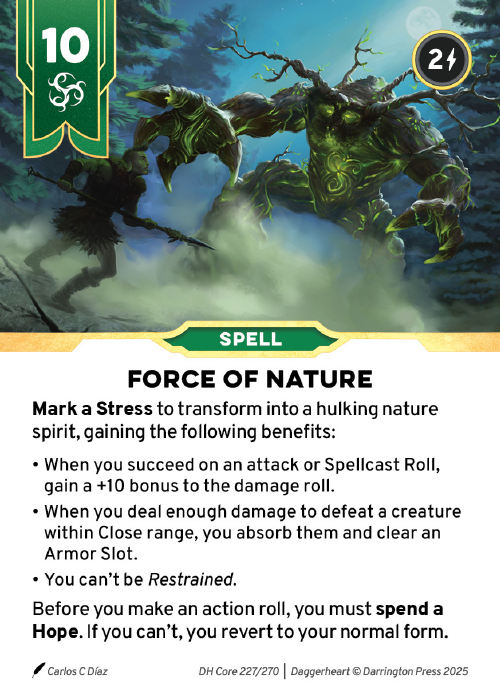 10
2
SPELL
FORCE OF NATURE
Mark a Stress to transform into a hulking nature
spirit, gaining the following benefits:
• When you succeed on an attack or Spellcast Roll,
gain a +10 bonus to the damage roll.
• When you deal enough damage to defeat a creature
within Close range, you absorb them and clear an
Armor Slot.
• You can't be Restrained.
Before you make an action roll, you must spend a
Hope. If you can't, you revert to your normal form.
Carlos C Díaz
DH Core 227/270 | Daggerheart © Darrington Press 2025